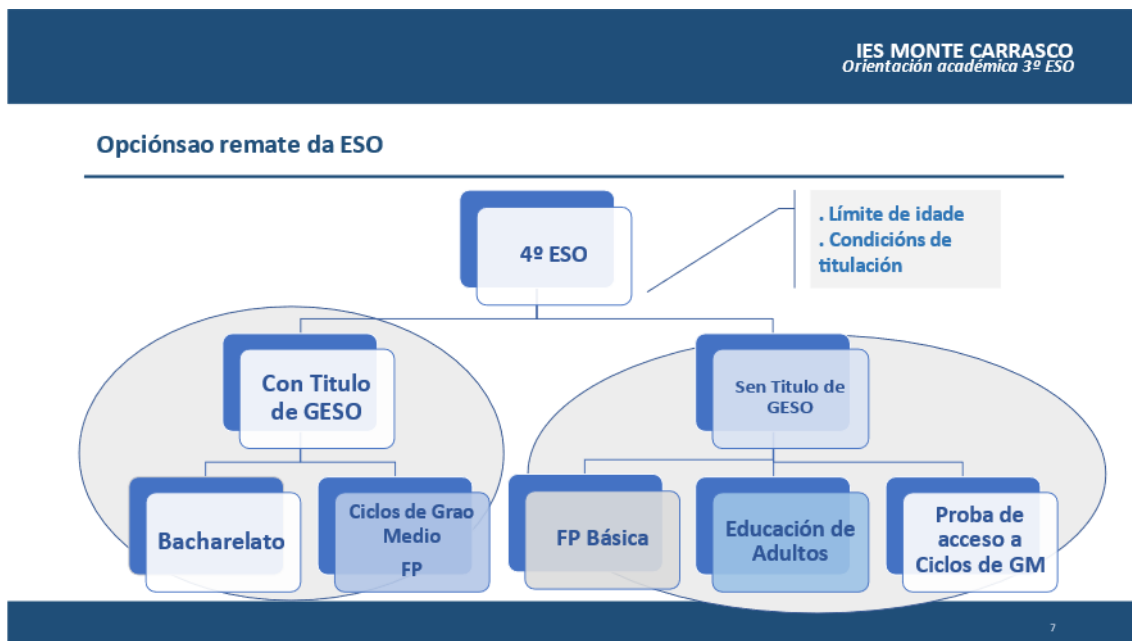 IES MONTE CARRASCO
Orientación académica 3º ESO
Opciónsao remate da ESO
4º ESO
. Límite de idade
. Condicións de
titulación
Con Titulo
de GESO
Sen Titulo de
GESO
Bacharelato
Ciclos de Grao
Medio
FP
FP Básica
Educación de
Adultos
Proba de
acceso a
Ciclos de GM
7